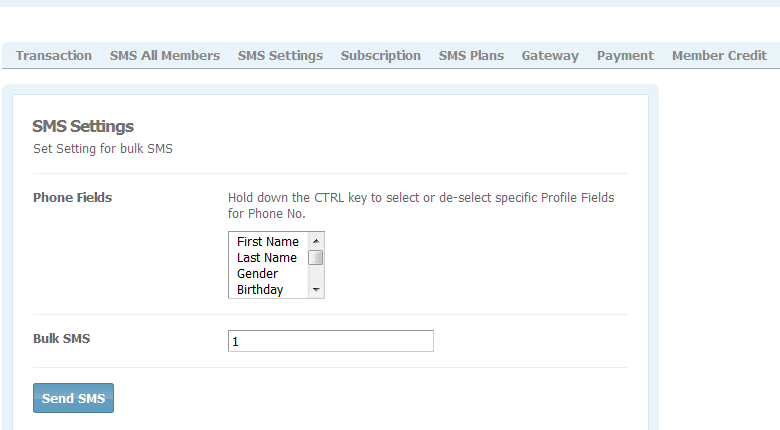 Transaction SMS All Members SMS Settings Subscription SMS Plans Gateway Payment Member Credit
SMS Settings
Set Setting for bulk SMS
Phone Fields
Hold down the CTRL key to select or de-select specific Profile Fields
for Phone No.
First Name
Last Name
Gender
Birthday
Bulk SMS
1
Send SMS